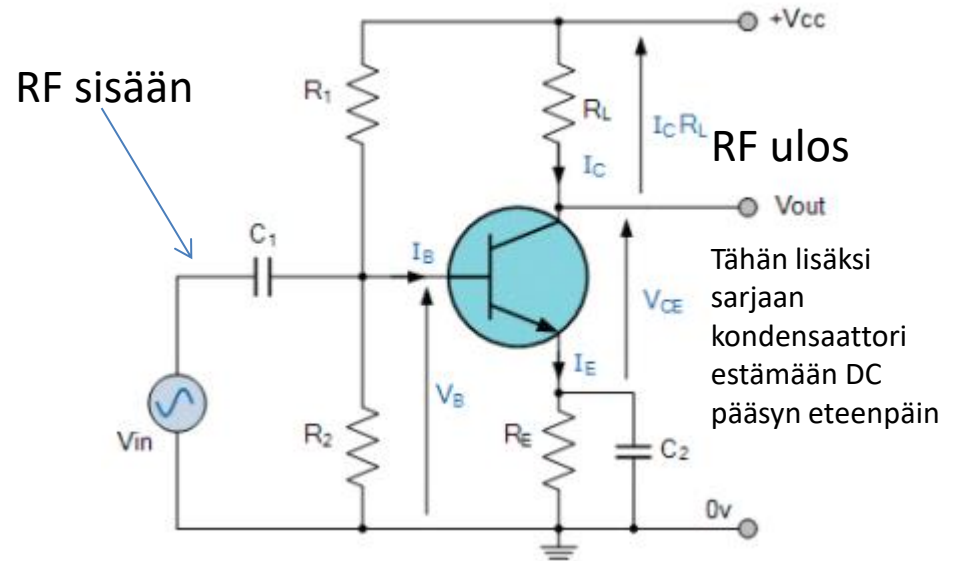 +Vcc
RF sisään
R1
RL
ICRL
RF ulos
IC
Vout
C1
IB
Tähän lisäksi
sarjaan
kondensaattori
estämään DC
pääsyn eteenpäin
VCE
IE
VB
Vin
R2
RE
C2
0v